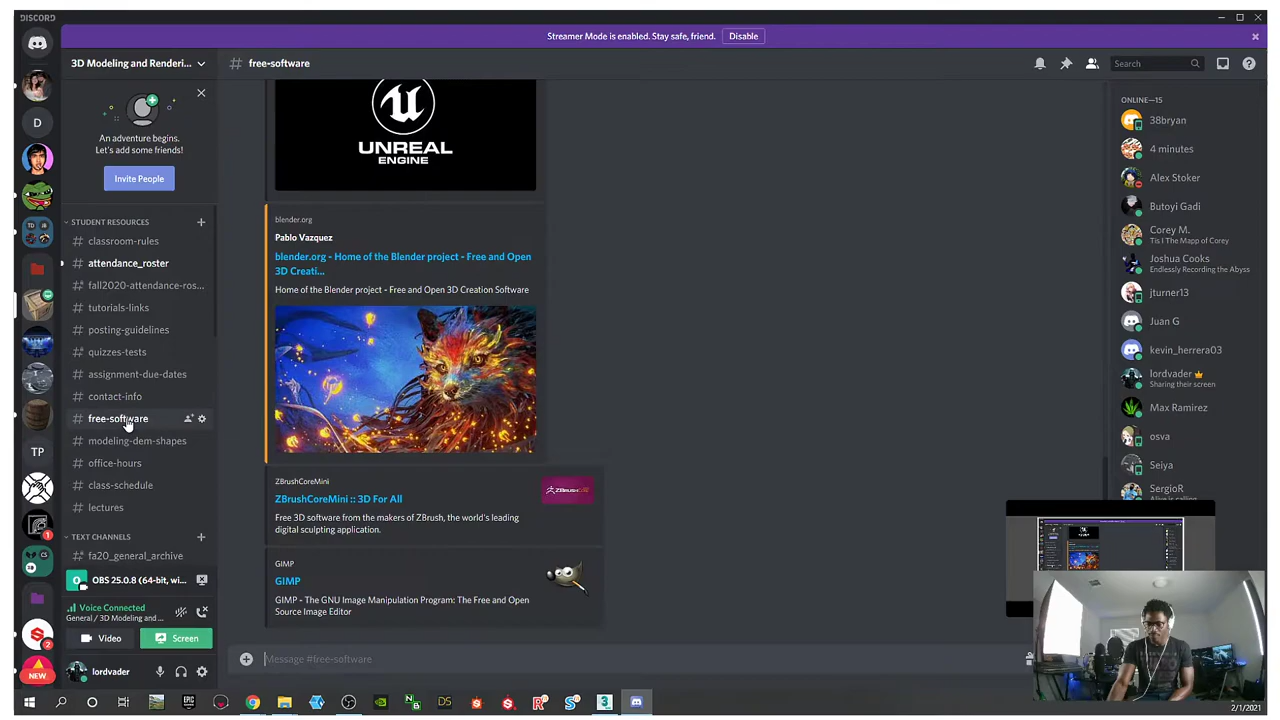 DISCORD
Streamer Mode is enabled. Stay safe, friend. Disable
3D Modeling and Renderi...
# free-software
Search
An adventure begins.
Let's add some friends!
Invite People
STUDENT RESOURCES
# classroom-rules
# attendance_roster
# fall2020-attendance-ros...
# tutorials-links
# posting-guidelines
# quizzes-tests
# assignment-due-dates
# contact-info
# free-software
# modeling-dem-shapes
# office-hours
# class-schedule
# lectures
TEXT CHANNELS
# fa20_general_archive
OBS 25.0.8 (64-bit, wi...
Voice Connected
General / 3D Modeling and ...
Video
Screen
lordvader
D
TD
TP
1
CS
2
NEW
UNREAL
ENGINE
blender.org
Pablo Vazquez
blender.org - Home of the Blender project - Free and Open
3D Creati...
Home of the Blender project - Free and Open 3D Creation Software
ZBrushCoreMini
ZBrushCoreMini :: 3D For All
Free 3D software from the makers of ZBrush, the world's leading
digital sculpting application.
GIMP
GIMP
GIMP - The GNU Image Manipulation Program: The Free and Open
Source Image Editor
Message #free-software
ONLINE—15
38bryan
4 minutes
Alex Stoker
Butoyi Gadi
Corey M.
Tis I The Mapp of Corey
Joshua Cooks
Endlessly Recording the Abyss
jturner13
Juan G
kevin_herrera03
lordvader
Sharing their screen
Max Ramirez
osva
Seiya
SergioR
EPIC
DS
3
2/1/2021